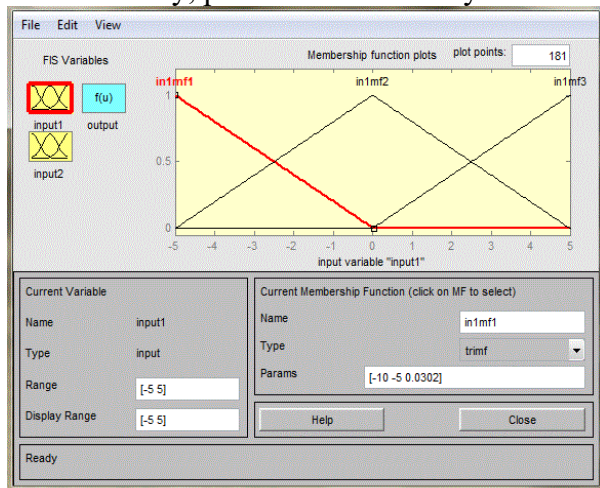 File Edit View
FIS Variables
Membership function plots plot points: 181
f(u)
input1 output
input2
in1mf1 in1mf2 in1mf3
1
0.5
0
-5 -4 -3 -2 -1 0 1 2 3 4 5
input variable "input1"
Current Variable
Name input1
Type input
Range [-5 5]
Display Range [-5 5]
Current Membership Function (click on MF to select)
Name in1mf1
Type trimf
Params [-10 -5 0.0302]
Help Close
Ready